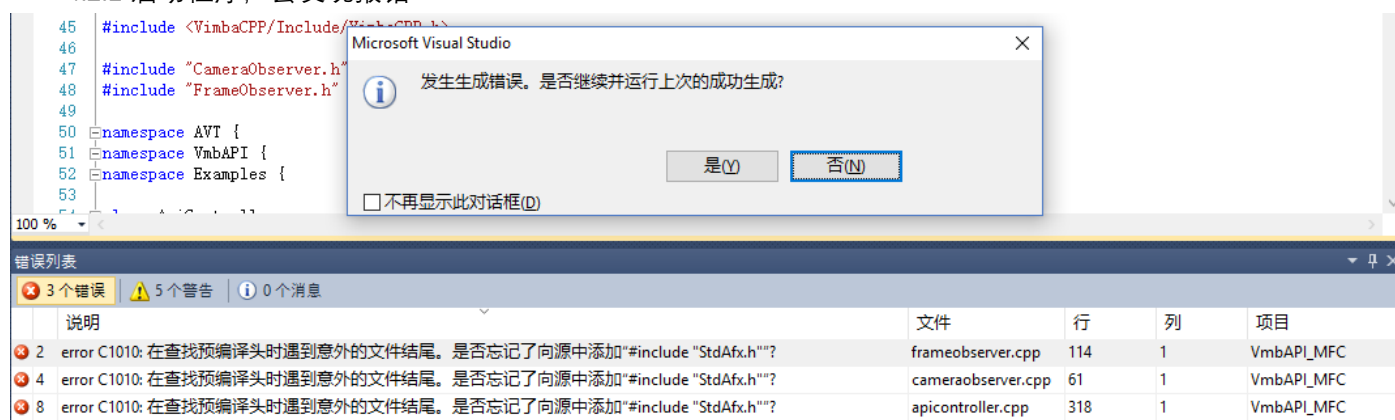 45 #include <VimbaCPP/Include/
46
Microsoft Visual Studio
47 #include "CameraObserver.h"
48 #include "FrameObserver.h"
发生生成错误。是否继续并运行上次的成功生成?
49
50 namespace AVT {
51 namespace VmbAPI {
52 namespace Examples {
是(Y) 否(N)
53
不再显示此对话框(D)
100 %
错误列表
3 个错误 5 个警告 0 个消息
说明 文件 行 列 项目
2 error C1010: 在查找预编译头时遇到意外的文件结尾。是否忘记了向源中添加“#include "StdAfx.h"”? frameobserver.cpp 114 1 VmbAPI_MFC
4 error C1010: 在查找预编译头时遇到意外的文件结尾。是否忘记了向源中添加“#include "StdAfx.h"”? cameraobserver.cpp 61 1 VmbAPI_MFC
8 error C1010: 在查找预编译头时遇到意外的文件结尾。是否忘记了向源中添加“#include "StdAfx.h"”? apicontroller.cpp 318 1 VmbAPI_MFC